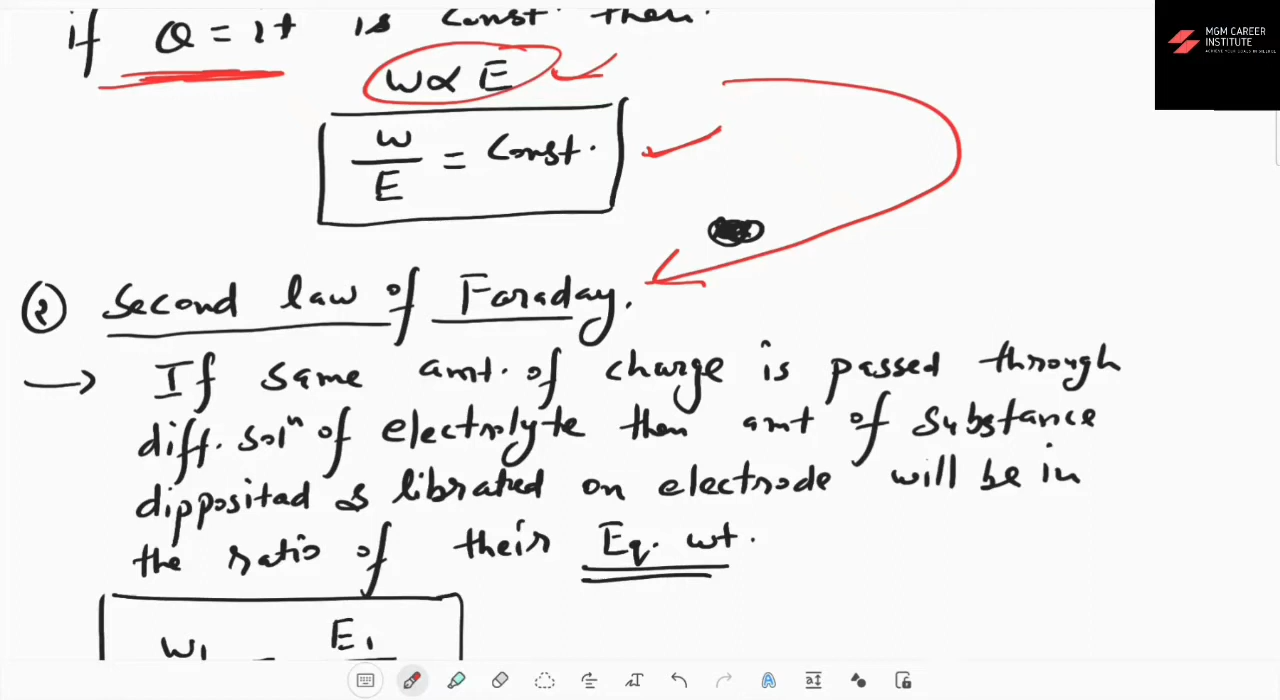 if Q = It is const. then.
W ∝ E
W/E = Const.
② Second law of Faraday.
→ If same amt. of charge is passed through
diff. solⁿ of electrolyte then amt of substance
dipposited & librated on electrode will be in
the ratio of their Eq. wt.
W₁ = E₁
MGM CAREER
INSTITUTE